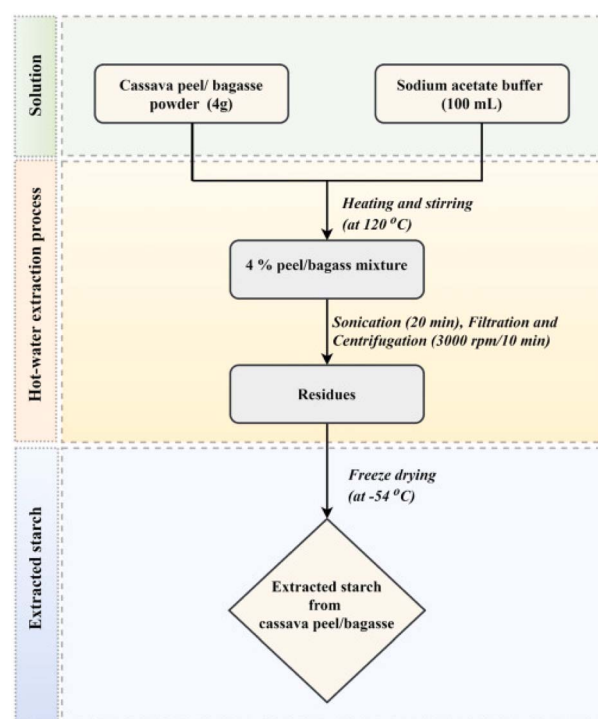 Solution
Cassava peel/ bagasse
powder (4g)
Sodium acetate buffer
(100 mL)
Hot-water extraction process
Heating and stirring
(at 120 °C)
4 % peel/bagass mixture
Sonication (20 min), Filtration and
Centrifugation (3000 rpm/10 min)
Residues
Extracted starch
Freeze drying
(at -54 °C)
Extracted starch
from
cassava peel/bagasse